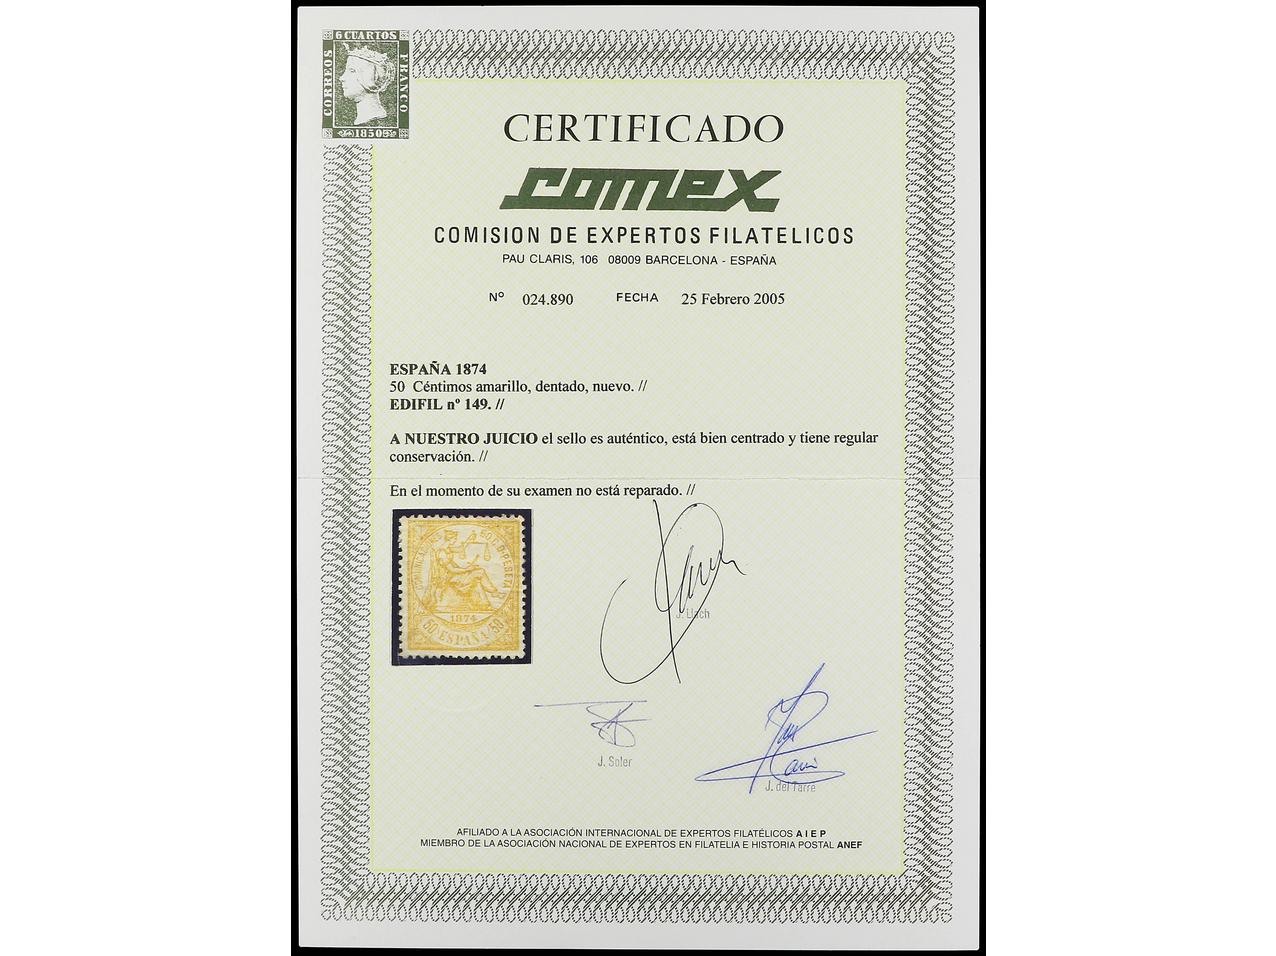 6 CUARTOS
CORREOS
FRANCO
1850
CERTIFICADO
comex
COMISION DE EXPERTOS FILATELICOS
PAU CLARIS, 106 08009 BARCELONA - ESPAÑA
Nº 024.890 FECHA 25 Febrero 2005
ESPAÑA 1874
50 Céntimos amarillo, dentado, nuevo. //
EDIFIL nº 149. //
A NUESTRO JUICIO el sello es auténtico, está bien centrado y tiene regular
conservación. //
En el momento de su examen no está reparado. //
COMUNICACIONES
50 C. D PESETA
1874
50 ESPAÑA 50
J. Llach
J. Soler
J. del Tarre
AFILIADO A LA ASOCIACIÓN INTERNACIONAL DE EXPERTOS FILATÉLICOS A I E P
MIEMBRO DE LA ASOCIACIÓN NACIONAL DE EXPERTOS EN FILATELIA E HISTORIA POSTAL ANEF